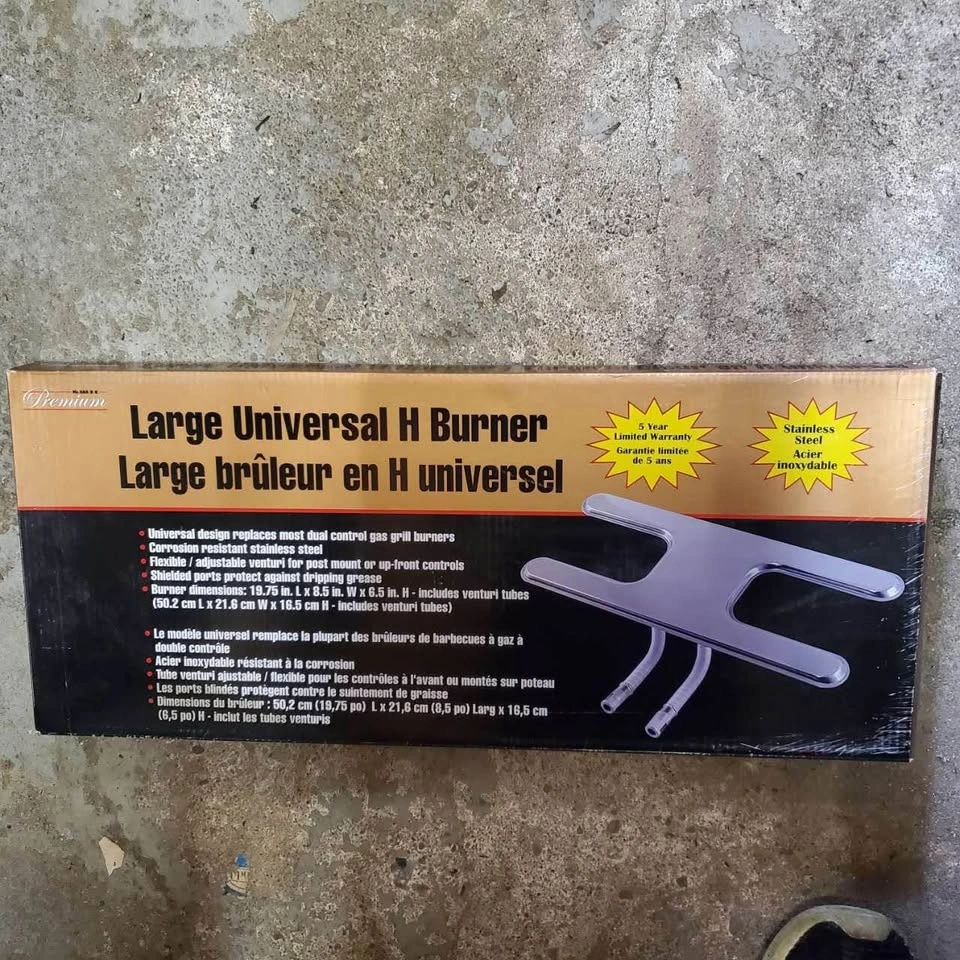 Premium
Large Universal H Burner
Large brûleur en H universel
5 Year
Limited Warranty
Garantie limitée
de 5 ans
Stainless
Steel
Acier
inoxydable
• Universal design replaces most dual control gas grill burners
• Corrosion resistant stainless steel
• Flexible / adjustable venturi for post mount or up-front controls
• Shielded ports protect against dripping grease
• Burner dimensions: 19.75 in. L x 8.5 in. W x 6.5 in. H - includes venturi tubes
(50.2 cm L x 21.6 cm W x 16.5 cm H - includes venturi tubes)
• Le modèle universel remplace la plupart des brûleurs de barbecues à gaz à
double contrôle
• Acier inoxydable résistant à la corrosion
• Tube venturi ajustable / flexible pour les contrôles à l'avant ou montés sur poteau
• Les ports blindés protègent contre le suintement de graisse
• Dimensions du brûleur : 50,2 cm (19,75 po) L x 21,6 cm (8,5 po) Larg x 16,5 cm
(6,5 po) H - inclut les tubes venturis